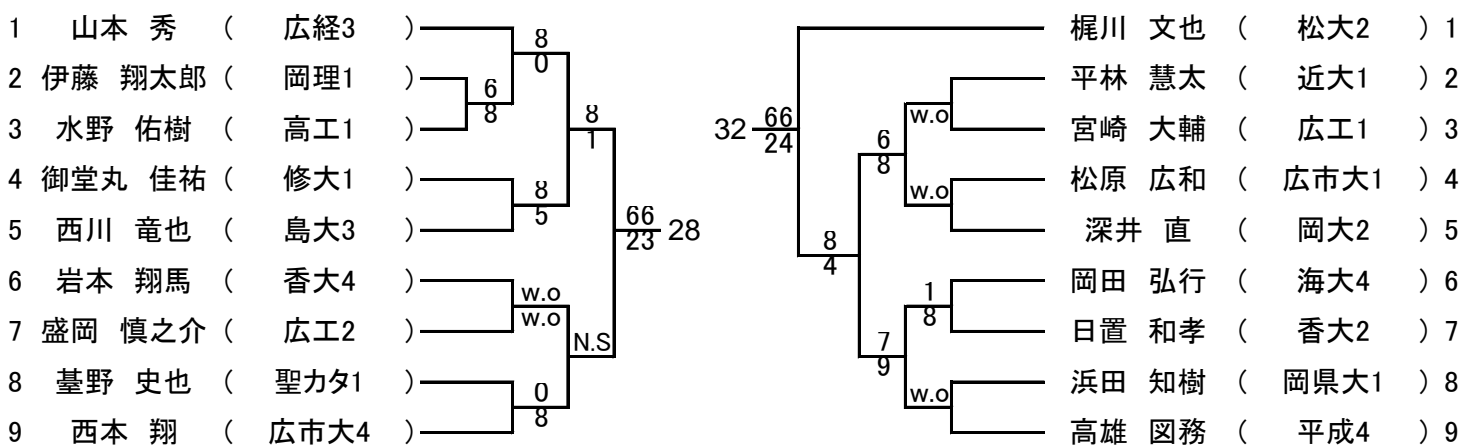 1 山本 秀 ( 広経3 )
2 伊藤 翔太郎 ( 岡理1 )
3 水野 佑樹 ( 高工1 )
4 御堂丸 佳祐 ( 修大1 )
5 西川 竜也 ( 島大3 )
6 岩本 翔馬 ( 香大4 )
7 盛岡 慎之介 ( 広工2 )
8 墓野 史也 ( 聖カタ1 )
9 西本 翔 ( 広市大4 )
8
0
6
8
8
1
8
5
66
23
28
w.o
w.o
N.S
0
8
梶川 文也 ( 松大2 ) 1
平林 慧太 ( 近大1 ) 2
宮崎 大輔 ( 広工1 ) 3
松原 広和 ( 広市大1 ) 4
深井 直 ( 岡大2 ) 5
岡田 弘行 ( 海大4 ) 6
日置 和孝 ( 香大2 ) 7
浜田 知樹 ( 岡県大1 ) 8
高雄 図務 ( 平成4 ) 9
32
66
24
w.o
6
8
w.o
8
4
1
8
7
9
w.o